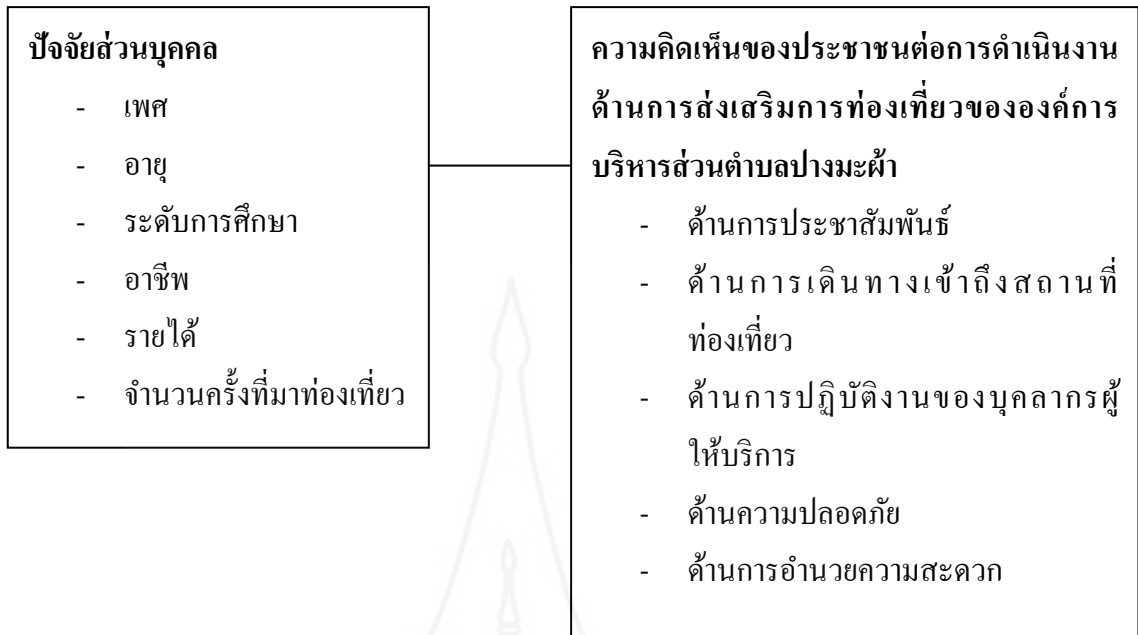 ปัจจัยส่วนบุคคล
- เพศ
- อายุ
- ระดับการศึกษา
- อาชีพ
- รายได้
- จำนวนครั้งที่มาท่องเที่ยว
ความคิดเห็นของประชาชนต่อการดำเนินงาน
ด้านการส่งเสริมการท่องเที่ยวขององค์การ
บริหารส่วนตำบลปางมะผ้า
- ด้านการประชาสัมพันธ์
- ด้านการเดินทางเข้าถึงสถานที่
ท่องเที่ยว
- ด้านการปฏิบัติงานของบุคลากรผู้
ให้บริการ
- ด้านความปลอดภัย
- ด้านการอำนวยความสะดวก